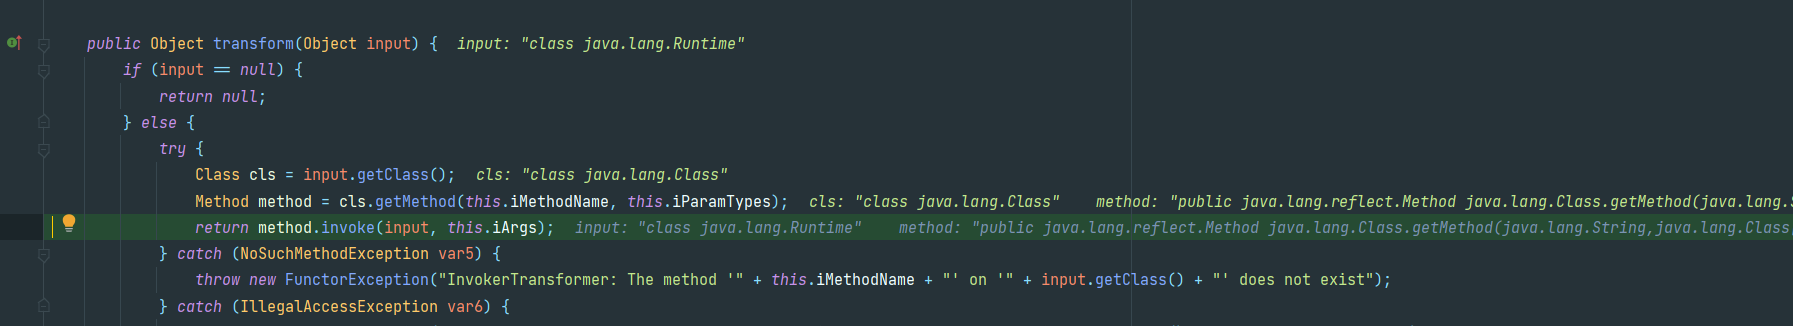 public Object transform(Object input) {  input: "class java.lang.Runtime"
if (input == null) {
return null;
} else {
try {
Class cls = input.getClass();  cls: "class java.lang.Class"
Method method = cls.getMethod(this.iMethodName, this.iParamTypes);  cls: "class java.lang.Class"    method: "public java.lang.reflect.Method java.lang.Class.getMethod(java.lang.S
return method.invoke(input, this.iArgs);  input: "class java.lang.Runtime"    method: "public java.lang.reflect.Method java.lang.Class.getMethod(java.lang.String,java.lang.Class
} catch (NoSuchMethodException var5) {
throw new FunctorException("InvokerTransformer: The method '" + this.iMethodName + "' on '" + input.getClass() + "' does not exist");
} catch (IllegalAccessException var6) {